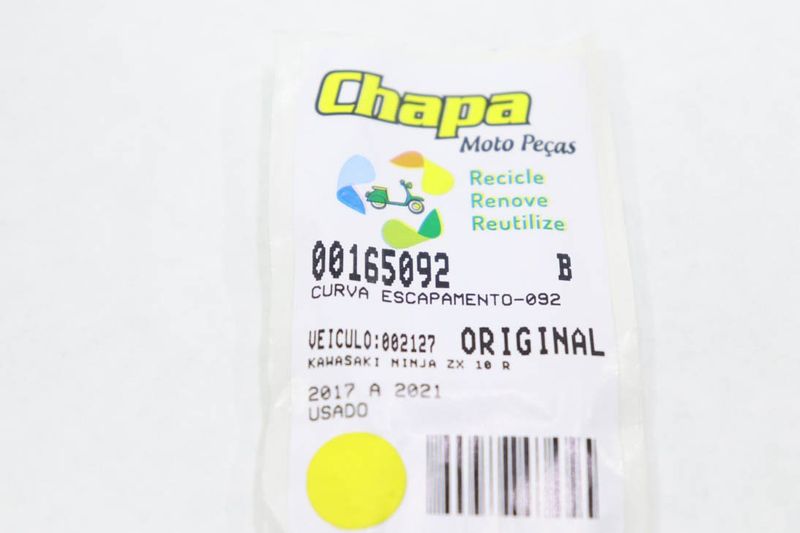 Chapa
Moto Peças
Recicle
Renove
Reutilize
00165092 B
CURVA ESCAPAMENTO-092
VEICULO:002127 ORIGINAL
KAWASAKI NINJA ZX 10 R
2017 A 2021
USADO